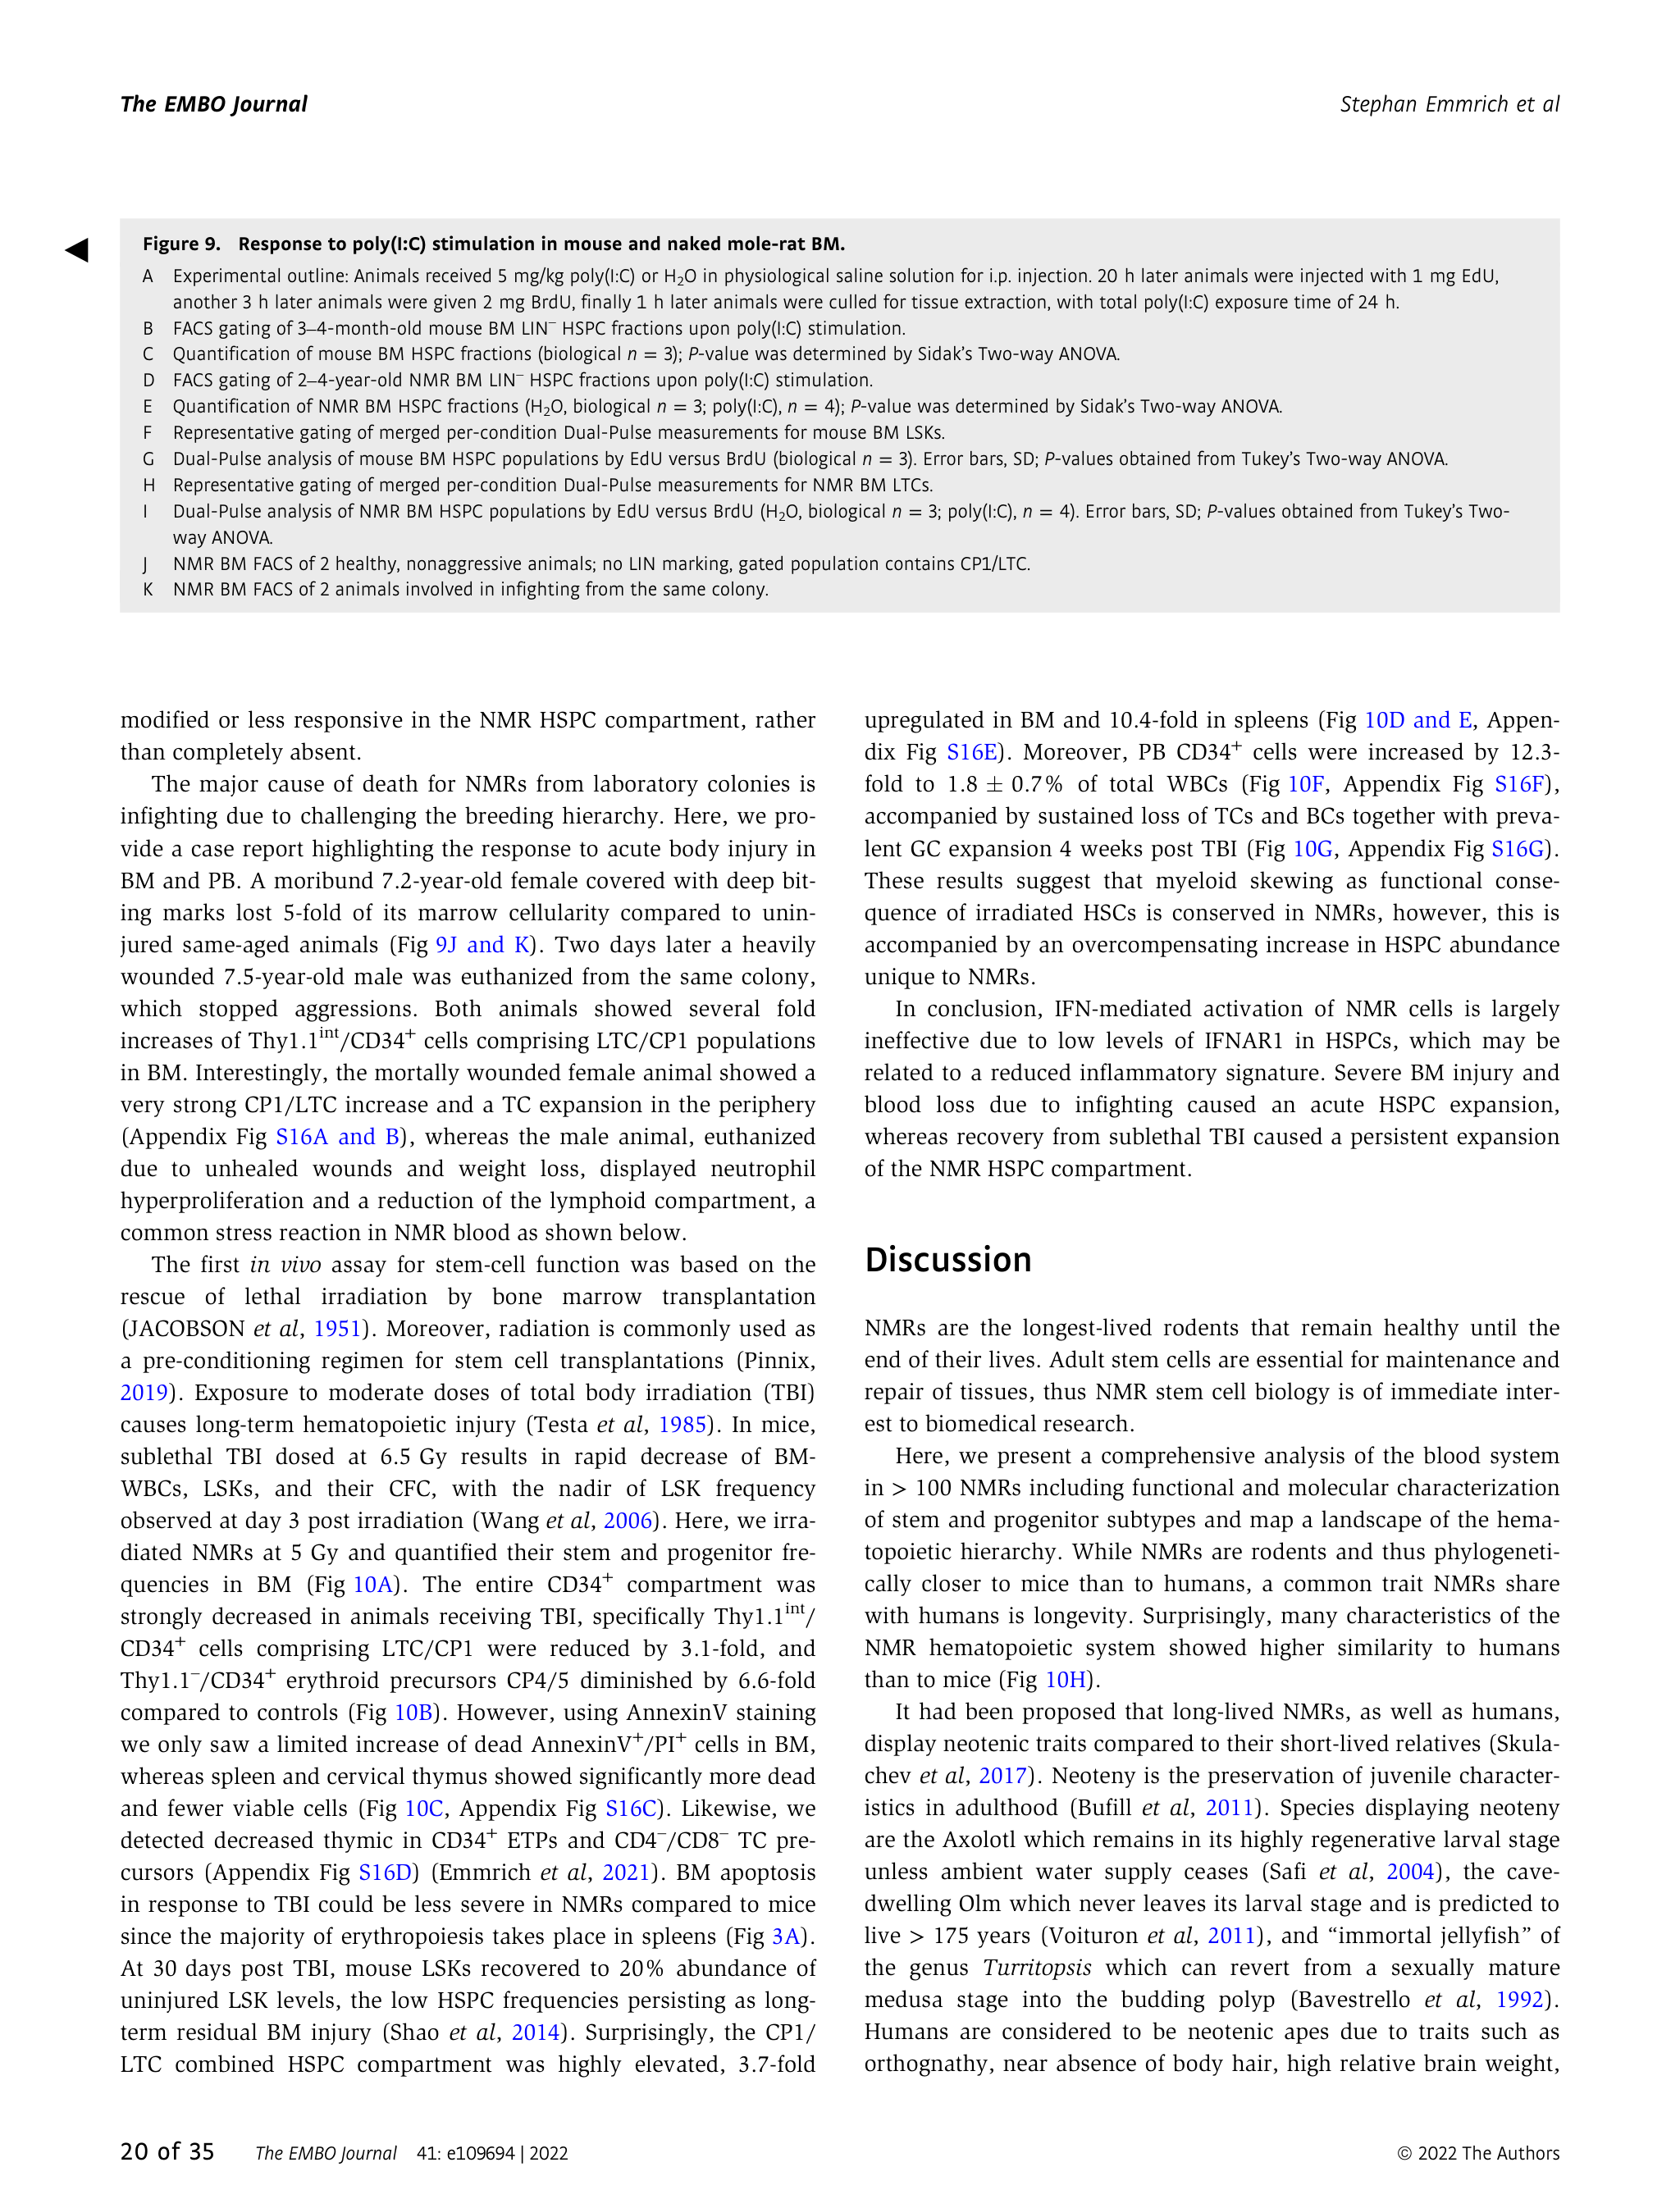 The EMBO Journal
Stephan Emmrich et al
Figure 9. Response to poly(I:C) stimulation in mouse and naked mole-rat BM.
A Experimental outline: Animals received 5 mg/kg poly(I:C) or H2O in physiological saline solution for i.p. injection. 20 h later animals were injected with 1 mg EdU,
another 3 h later animals were given 2 mg BrdU, finally 1 h later animals were culled for tissue extraction, with total poly(I:C) exposure time of 24 h.
B FACS gating of 3–4-month-old mouse BM LIN− HSPC fractions upon poly(I:C) stimulation.
C Quantification of mouse BM HSPC fractions (biological n = 3); P-value was determined by Sidak's Two-way ANOVA.
D FACS gating of 2–4-year-old NMR BM LIN− HSPC fractions upon poly(I:C) stimulation.
E Quantification of NMR BM HSPC fractions (H2O, biological n = 3; poly(I:C), n = 4); P-value was determined by Sidak's Two-way ANOVA.
F Representative gating of merged per-condition Dual-Pulse measurements for mouse BM LSKs.
G Dual-Pulse analysis of mouse BM HSPC populations by EdU versus BrdU (biological n = 3). Error bars, SD; P-values obtained from Tukey's Two-way ANOVA.
H Representative gating of merged per-condition Dual-Pulse measurements for NMR BM LTCs.
I Dual-Pulse analysis of NMR BM HSPC populations by EdU versus BrdU (H2O, biological n = 3; poly(I:C), n = 4). Error bars, SD; P-values obtained from Tukey's Two-
way ANOVA.
J NMR BM FACS of 2 healthy, nonaggressive animals; no LIN marking, gated population contains CP1/LTC.
K NMR BM FACS of 2 animals involved in infighting from the same colony.
modified or less responsive in the NMR HSPC compartment, rather
than completely absent.
The major cause of death for NMRs from laboratory colonies is
infighting due to challenging the breeding hierarchy. Here, we pro-
vide a case report highlighting the response to acute body injury in
BM and PB. A moribund 7.2-year-old female covered with deep bit-
ing marks lost 5-fold of its marrow cellularity compared to unin-
jured same-aged animals (Fig 9J and K). Two days later a heavily
wounded 7.5-year-old male was euthanized from the same colony,
which stopped aggressions. Both animals showed several fold
increases of Thy1.1int/CD34+ cells comprising LTC/CP1 populations
in BM. Interestingly, the mortally wounded female animal showed a
very strong CP1/LTC increase and a TC expansion in the periphery
(Appendix Fig S16A and B), whereas the male animal, euthanized
due to unhealed wounds and weight loss, displayed neutrophil
hyperproliferation and a reduction of the lymphoid compartment, a
common stress reaction in NMR blood as shown below.
The first in vivo assay for stem-cell function was based on the
rescue of lethal irradiation by bone marrow transplantation
(JACOBSON et al, 1951). Moreover, radiation is commonly used as
a pre-conditioning regimen for stem cell transplantations (Pinnix,
2019). Exposure to moderate doses of total body irradiation (TBI)
causes long-term hematopoietic injury (Testa et al, 1985). In mice,
sublethal TBI dosed at 6.5 Gy results in rapid decrease of BM-
WBCs, LSKs, and their CFC, with the nadir of LSK frequency
observed at day 3 post irradiation (Wang et al, 2006). Here, we irra-
diated NMRs at 5 Gy and quantified their stem and progenitor fre-
quencies in BM (Fig 10A). The entire CD34+ compartment was
strongly decreased in animals receiving TBI, specifically Thy1.1int/
CD34+ cells comprising LTC/CP1 were reduced by 3.1-fold, and
Thy1.1−/CD34+ erythroid precursors CP4/5 diminished by 6.6-fold
compared to controls (Fig 10B). However, using AnnexinV staining
we only saw a limited increase of dead AnnexinV+/PI+ cells in BM,
whereas spleen and cervical thymus showed significantly more dead
and fewer viable cells (Fig 10C, Appendix Fig S16C). Likewise, we
detected decreased thymic in CD34+ ETPs and CD4−/CD8− TC pre-
cursors (Appendix Fig S16D) (Emmrich et al, 2021). BM apoptosis
in response to TBI could be less severe in NMRs compared to mice
since the majority of erythropoiesis takes place in spleens (Fig 3A).
At 30 days post TBI, mouse LSKs recovered to 20% abundance of
uninjured LSK levels, the low HSPC frequencies persisting as long-
term residual BM injury (Shao et al, 2014). Surprisingly, the CP1/
LTC combined HSPC compartment was highly elevated, 3.7-fold
upregulated in BM and 10.4-fold in spleens (Fig 10D and E, Appen-
dix Fig S16E). Moreover, PB CD34+ cells were increased by 12.3-
fold to 1.8 ± 0.7% of total WBCs (Fig 10F, Appendix Fig S16F),
accompanied by sustained loss of TCs and BCs together with preva-
lent GC expansion 4 weeks post TBI (Fig 10G, Appendix Fig S16G).
These results suggest that myeloid skewing as functional conse-
quence of irradiated HSCs is conserved in NMRs, however, this is
accompanied by an overcompensating increase in HSPC abundance
unique to NMRs.
In conclusion, IFN-mediated activation of NMR cells is largely
ineffective due to low levels of IFNAR1 in HSPCs, which may be
related to a reduced inflammatory signature. Severe BM injury and
blood loss due to infighting caused an acute HSPC expansion,
whereas recovery from sublethal TBI caused a persistent expansion
of the NMR HSPC compartment.
Discussion
NMRs are the longest-lived rodents that remain healthy until the
end of their lives. Adult stem cells are essential for maintenance and
repair of tissues, thus NMR stem cell biology is of immediate inter-
est to biomedical research.
Here, we present a comprehensive analysis of the blood system
in > 100 NMRs including functional and molecular characterization
of stem and progenitor subtypes and map a landscape of the hema-
topoietic hierarchy. While NMRs are rodents and thus phylogeneti-
cally closer to mice than to humans, a common trait NMRs share
with humans is longevity. Surprisingly, many characteristics of the
NMR hematopoietic system showed higher similarity to humans
than to mice (Fig 10H).
It had been proposed that long-lived NMRs, as well as humans,
display neotenic traits compared to their short-lived relatives (Skula-
chev et al, 2017). Neoteny is the preservation of juvenile character-
istics in adulthood (Bufill et al, 2011). Species displaying neoteny
are the Axolotl which remains in its highly regenerative larval stage
unless ambient water supply ceases (Safi et al, 2004), the cave-
dwelling Olm which never leaves its larval stage and is predicted to
live > 175 years (Voituron et al, 2011), and “immortal jellyfish” of
the genus Turritopsis which can revert from a sexually mature
medusa stage into the budding polyp (Bavestrello et al, 1992).
Humans are considered to be neotenic apes due to traits such as
orthognathy, near absence of body hair, high relative brain weight,
20 of 35 The EMBO Journal 41: e109694 | 2022
© 2022 The Authors